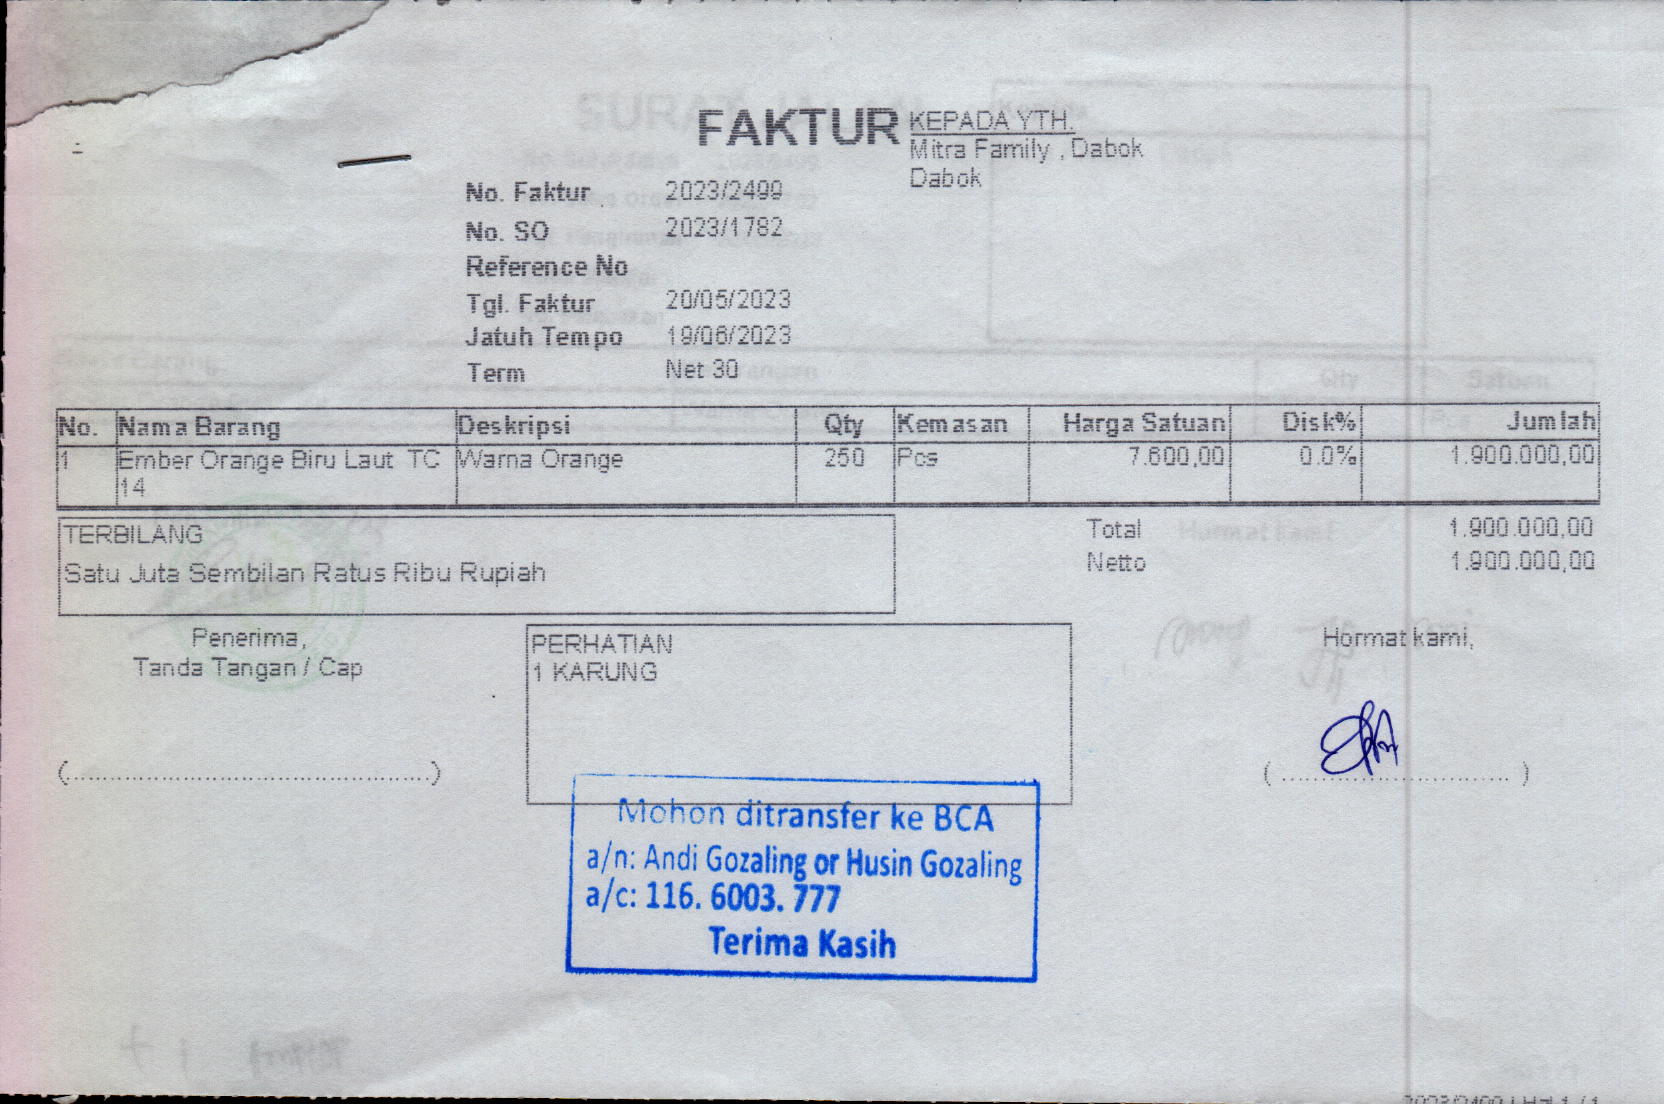 FAKTUR
KEPADA YTH.
Mitra Family , Dabok
Dabok
No. Faktur 2023/2499
No. SO 2023/1782
Reference No
Tgl. Faktur 20/05/2023
Jatuh Tempo 19/06/2023
Term Net 30
No. Nama Barang Deskripsi Qty Kemasan Harga Satuan Disk% Jumlah
1 Ember Orange Biru Laut TC Warna Orange 250 Pcs 7.600,00 0.0% 1.900.000,00
14
TERBILANG
Satu Juta Sembilan Ratus Ribu Rupiah
Total 1.900.000,00
Netto 1.900.000,00
Penerima,
Tanda Tangan / Cap
PERHATIAN
1 KARUNG
Hormat kami,
Mohon ditransfer ke BCA
a/n: Andi Gozaling or Husin Gozaling
a/c: 116. 6003. 777
Terima Kasih